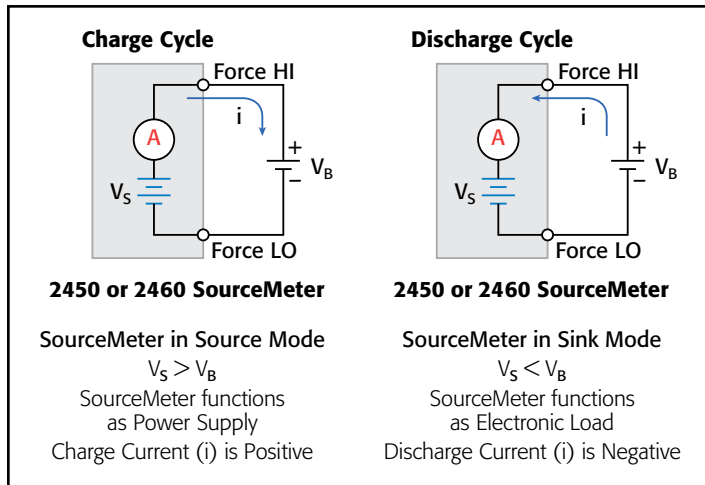 Charge Cycle
Force HI
i
A
+
−
V_B
V_S
Force LO
2450 or 2460 SourceMeter
SourceMeter in Source Mode
V_S > V_B
SourceMeter functions
as Power Supply
Charge Current (i) is Positive
Discharge Cycle
Force HI
i
A
+
−
V_B
V_S
Force LO
2450 or 2460 SourceMeter
SourceMeter in Sink Mode
V_S < V_B
SourceMeter functions
as Electronic Load
Discharge Current (i) is Negative